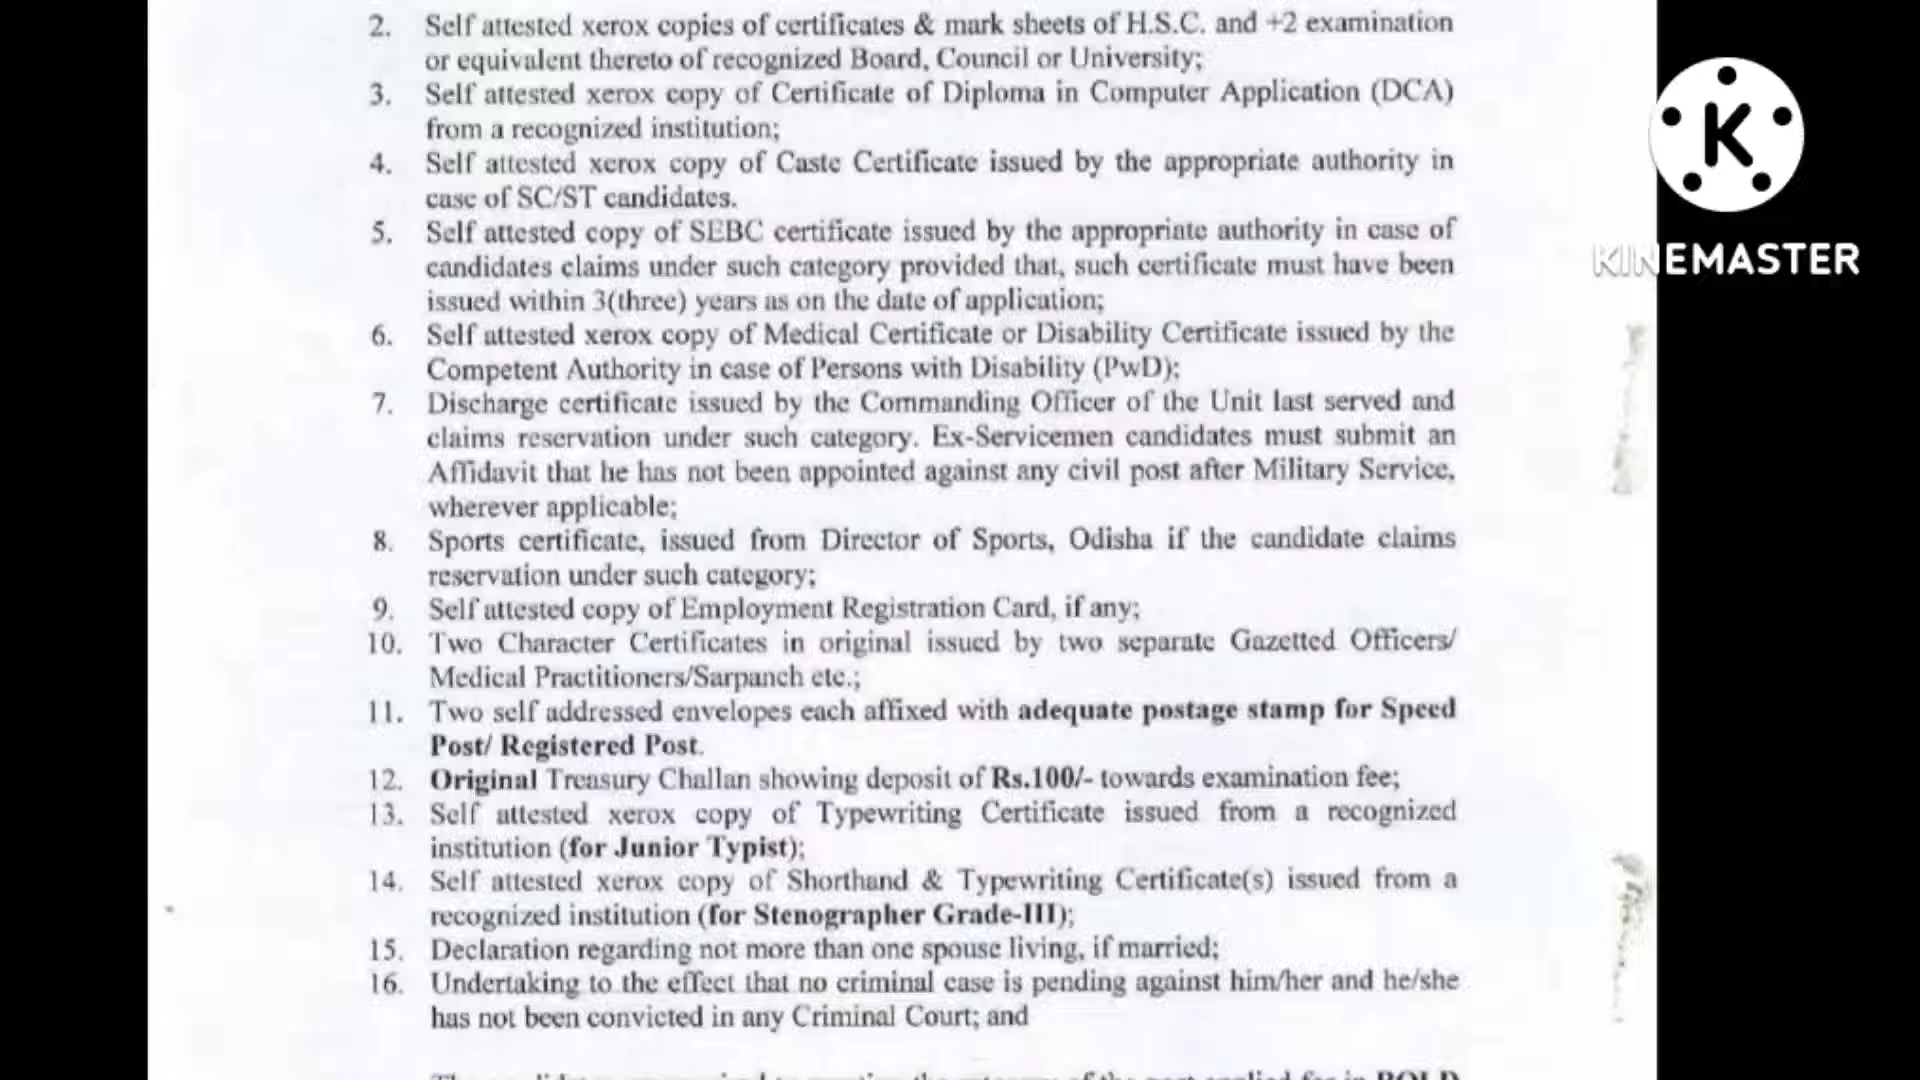 2. Self attested xerox copies of certificates & mark sheets of H.S.C. and +2 examination
or equivalent thereto of recognized Board, Council or University;
3. Self attested xerox copy of Certificate of Diploma in Computer Application (DCA)
from a recognized institution;
4. Self attested xerox copy of Caste Certificate issued by the appropriate authority in
case of SC/ST candidates.
5. Self attested copy of SEBC certificate issued by the appropriate authority in case of
candidates claims under such category provided that, such certificate must have been
issued within 3(three) years as on the date of application;
6. Self attested xerox copy of Medical Certificate or Disability Certificate issued by the
Competent Authority in case of Persons with Disability (PwD);
7. Discharge certificate issued by the Commanding Officer of the Unit last served and
claims reservation under such category. Ex-Servicemen candidates must submit an
Affidavit that he has not been appointed against any civil post after Military Service,
wherever applicable;
8. Sports certificate, issued from Director of Sports, Odisha if the candidate claims
reservation under such category;
9. Self attested copy of Employment Registration Card, if any;
10. Two Character Certificates in original issued by two separate Gazetted Officers/
Medical Practitioners/Sarpanch etc.;
11. Two self addressed envelopes each affixed with adequate postage stamp for Speed
Post/ Registered Post.
12. Original Treasury Challan showing deposit of Rs.100/- towards examination fee;
13. Self attested xerox copy of Typewriting Certificate issued from a recognized
institution (for Junior Typist);
14. Self attested xerox copy of Shorthand & Typewriting Certificate(s) issued from a
recognized institution (for Stenographer Grade-III);
15. Declaration regarding not more than one spouse living, if married;
16. Undertaking to the effect that no criminal case is pending against him/her and he/she
has not been convicted in any Criminal Court; and
K
KINEMASTER